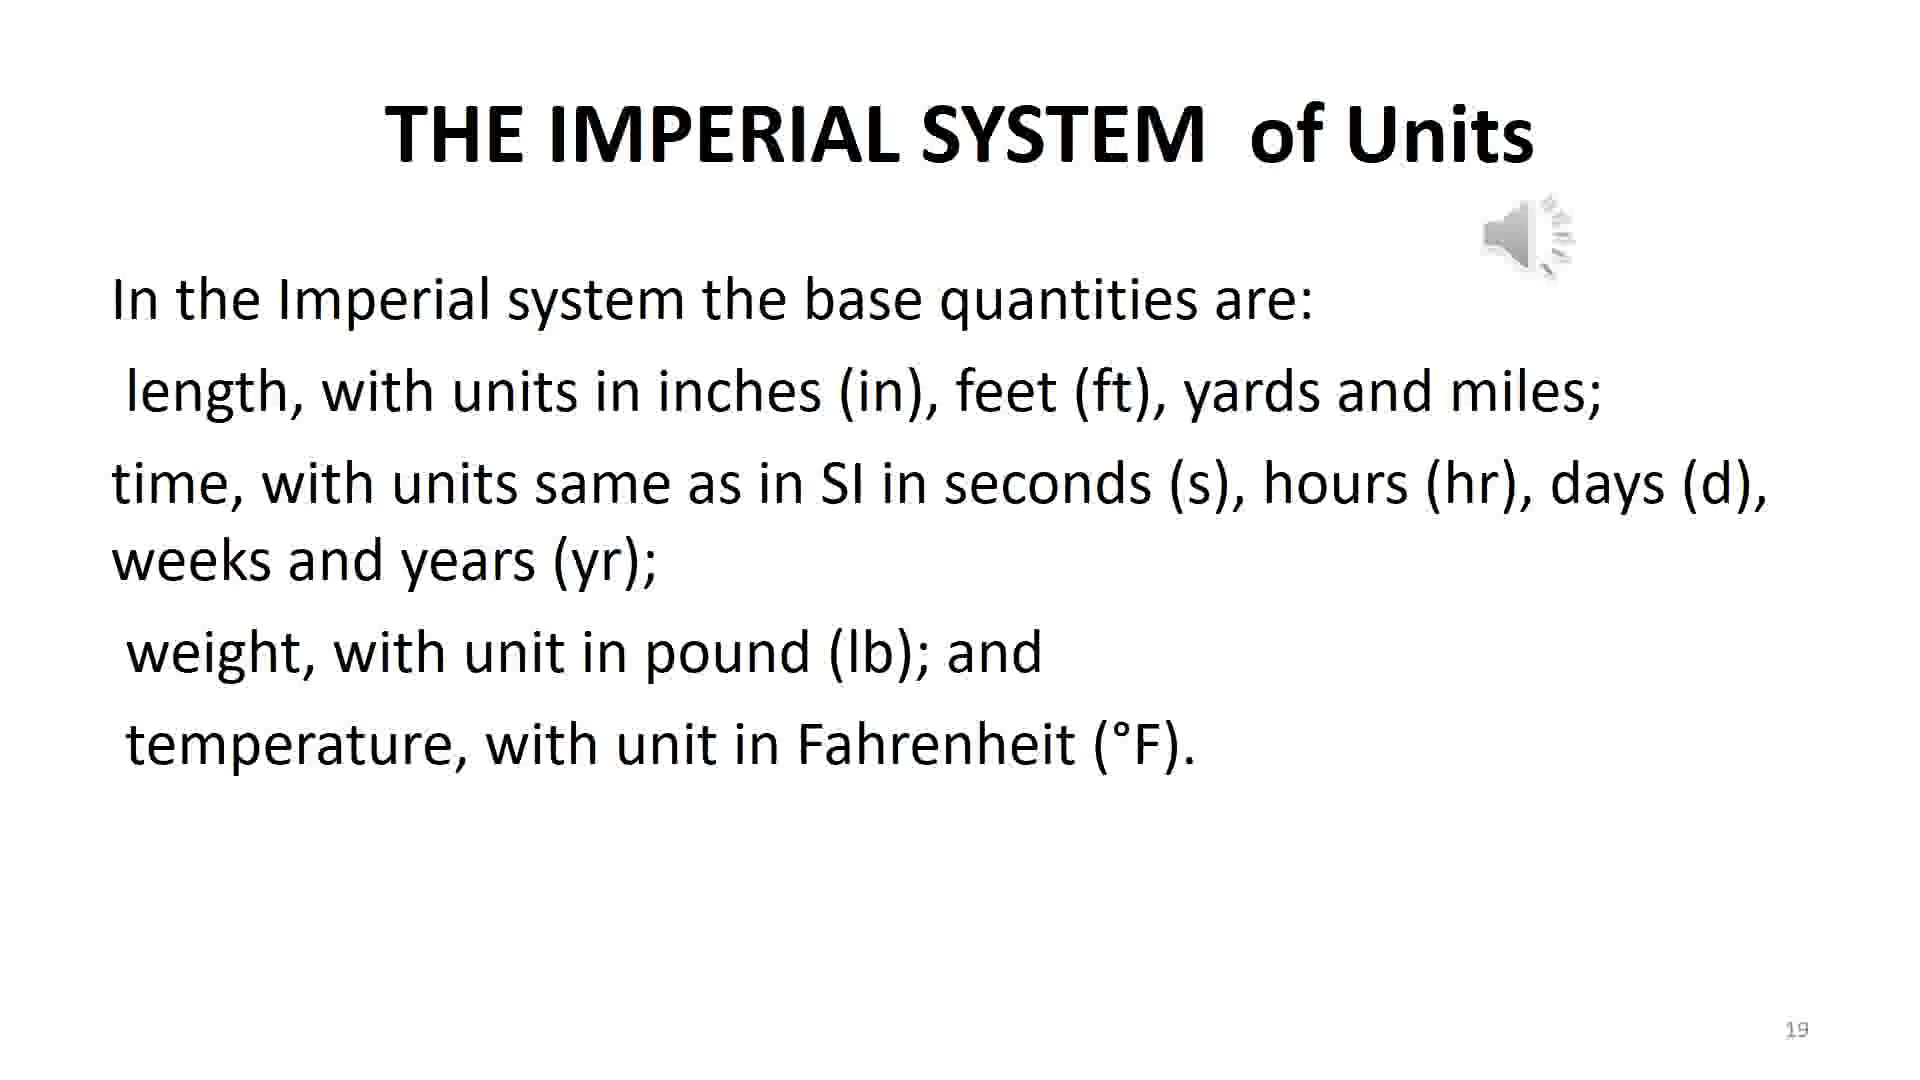 THE IMPERIAL SYSTEM of Units
In the Imperial system the base quantities are:
length, with units in inches (in), feet (ft), yards and miles;
time, with units same as in SI in seconds (s), hours (hr), days (d),
weeks and years (yr);
weight, with unit in pound (lb); and
temperature, with unit in Fahrenheit (°F).
19